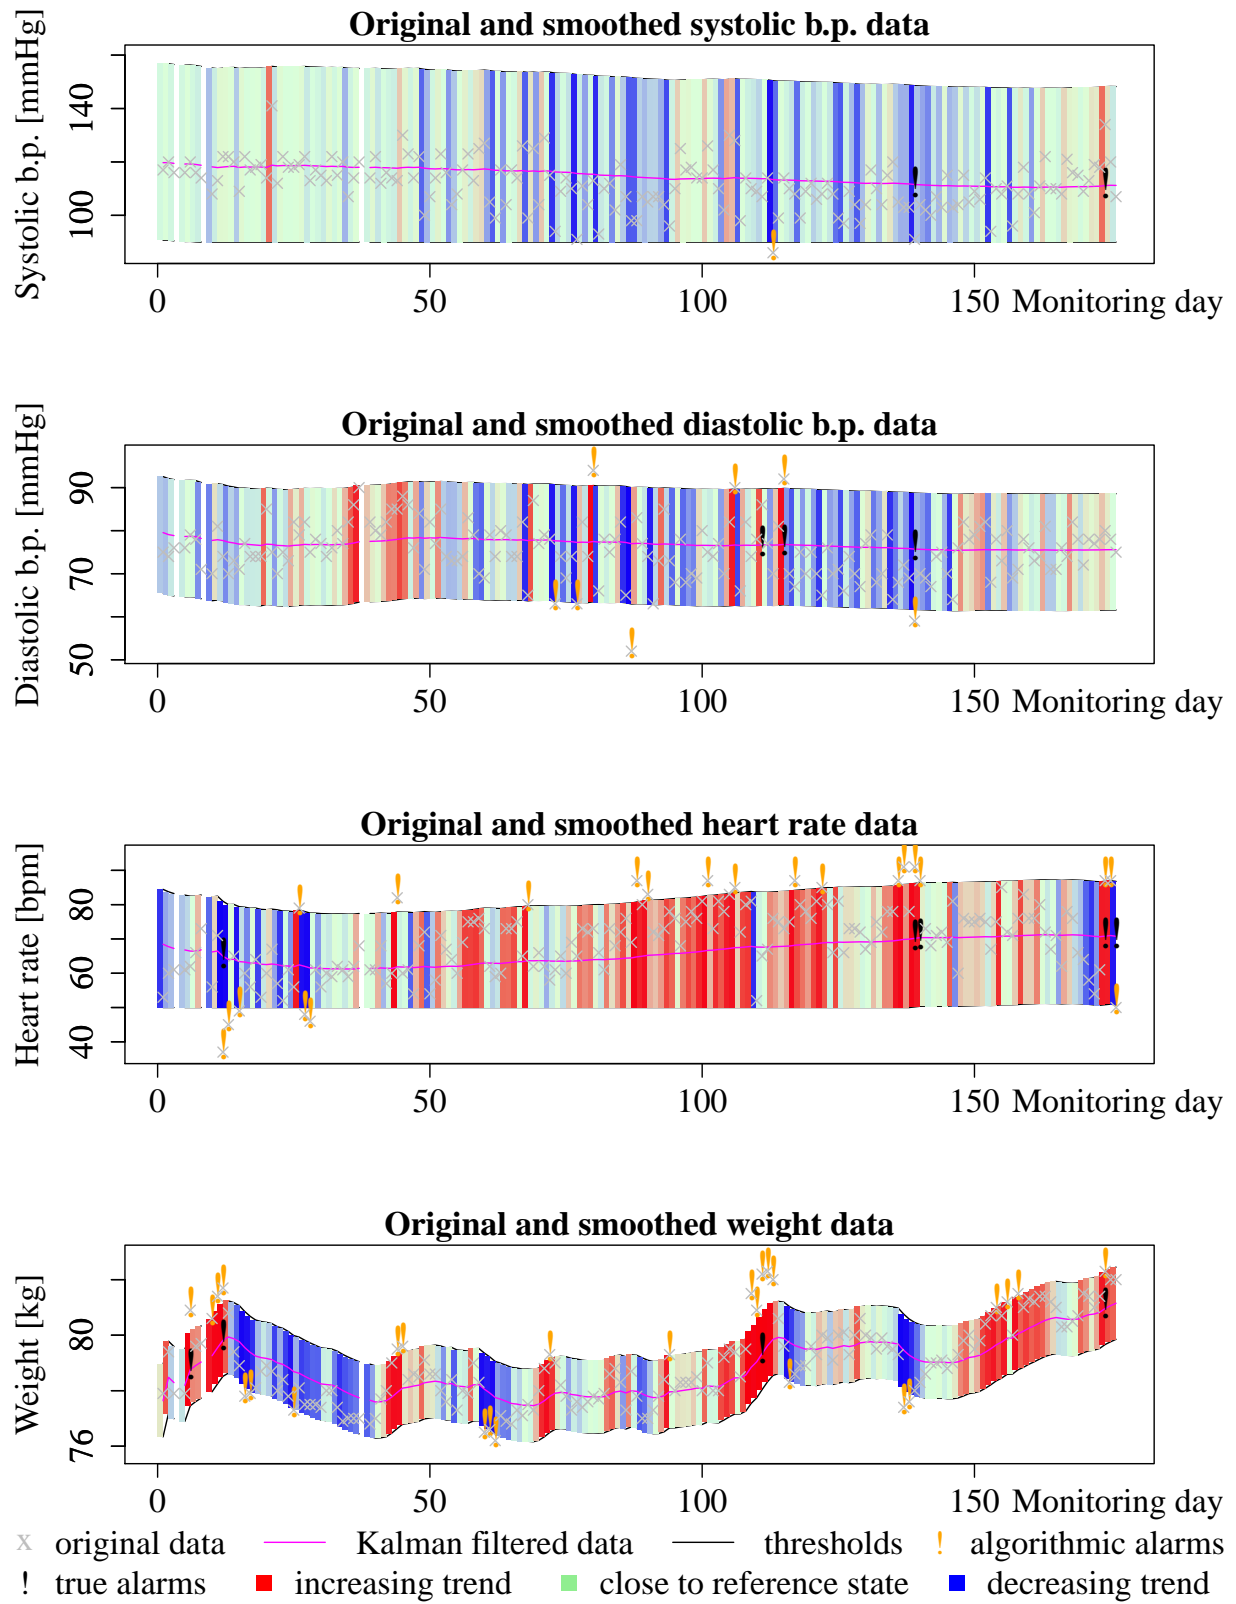 Original and smoothed systolic b.p. data
Systolic b.p. [mmHg]
140
100
0 50 100 150 Monitoring day
Original and smoothed diastolic b.p. data
Diastolic b.p. [mmHg]
90
70
50
0 50 100 150 Monitoring day
Original and smoothed heart rate data
Heart rate [bpm]
80
60
40
0 50 100 150 Monitoring day
Original and smoothed weight data
Weight [kg]
80
76
0 50 100 150 Monitoring day
x original data Kalman filtered data thresholds ! algorithmic alarms
! true alarms increasing trend close to reference state decreasing trend